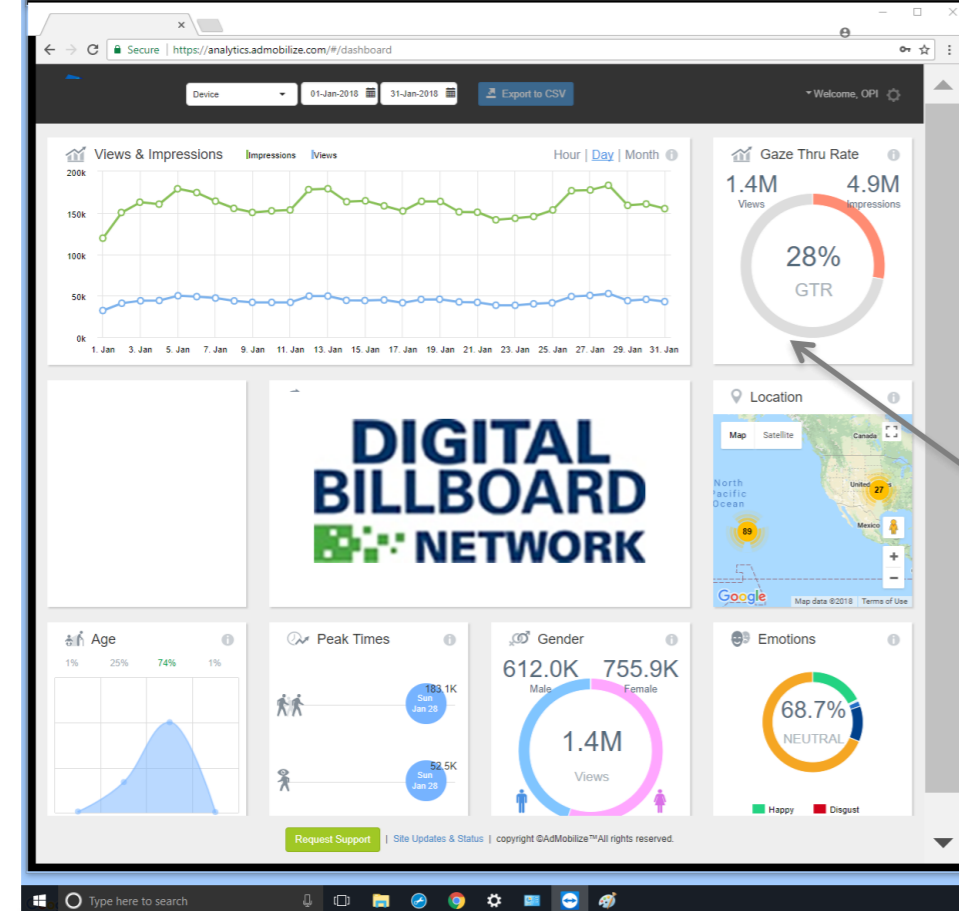 Secure | https://analytics.admobilize.com/#/dashboard
Device 01-Jan-2018 31-Jan-2018 Export to CSV Welcome, OPI
Views & Impressions Impressions Views Hour | Day | Month
200k
150k
100k
50k
0k
1. Jan 3. Jan 5. Jan 7. Jan 9. Jan 11. Jan 13. Jan 15. Jan 17. Jan 19. Jan 21. Jan 23. Jan 25. Jan 27. Jan 29. Jan 31. Jan
Gaze Thru Rate
1.4M 4.9M
Views Impressions
28%
GTR
DIGITAL
BILLBOARD
NETWORK
Location
Map Satellite
Canada
North
Pacific
Ocean
United
27
Mexico
89
Google Map data ©2018 Terms of Use
Age
1% 25% 74% 1%
Peak Times
183.1K
Sun
Jan 28
52.5K
Sun
Jan 28
Gender
612.0K 755.9K
Male Female
1.4M
Views
Emotions
68.7%
NEUTRAL
Happy Disgust
Request Support | Site Updates & Status | copyright ©AdMobilize™All rights reserved.
Type here to search